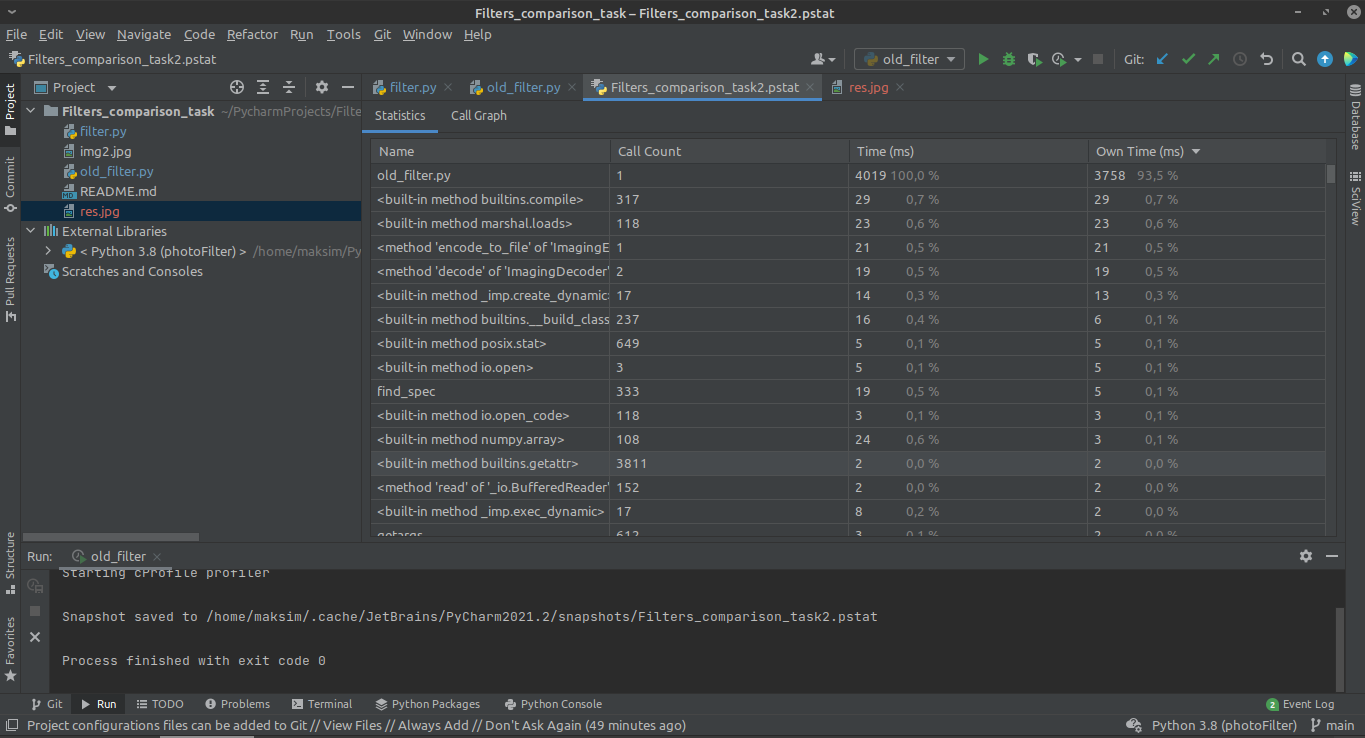 Filters_comparison_task – Filters_comparison_task2.pstat
File Edit View Navigate Code Refactor Run Tools Git Window Help
Filters_comparison_task2.pstat
old_filter
Git:
Project
filter.py
old_filter.py
Filters_comparison_task2.pstat
res.jpg
Project
Commit
Pull Requests
Structure
Favorites
Database
SciView
Filters_comparison_task ~/PycharmProjects/Filte
filter.py
img2.jpg
old_filter.py
MD README.md
res.jpg
External Libraries
< Python 3.8 (photoFilter) > /home/maksim/Py
Scratches and Consoles
Statistics Call Graph
Name Call Count Time (ms) Own Time (ms)
old_filter.py 1 4019 100,0 % 3758 93,5 %
<built-in method builtins.compile> 317 29 0,7 % 29 0,7 %
<built-in method marshal.loads> 118 23 0,6 % 23 0,6 %
<method 'encode_to_file' of 'ImagingE 1 21 0,5 % 21 0,5 %
<method 'decode' of 'ImagingDecoder' 2 19 0,5 % 19 0,5 %
<built-in method _imp.create_dynamic> 17 14 0,3 % 13 0,3 %
<built-in method builtins.__build_class 237 16 0,4 % 6 0,1 %
<built-in method posix.stat> 649 5 0,1 % 5 0,1 %
<built-in method io.open> 3 5 0,1 % 5 0,1 %
find_spec 333 19 0,5 % 5 0,1 %
<built-in method io.open_code> 118 3 0,1 % 3 0,1 %
<built-in method numpy.array> 108 24 0,6 % 3 0,1 %
<built-in method builtins.getattr> 3811 2 0,0 % 2 0,0 %
<method 'read' of '_io.BufferedReader' 152 2 0,0 % 2 0,0 %
<built-in method _imp.exec_dynamic> 17 8 0,2 % 2 0,0 %
getargs 612 3 0,1 % 2 0,0 %
Run: old_filter
Starting cProfile profiler
Snapshot saved to /home/maksim/.cache/JetBrains/PyCharm2021.2/snapshots/Filters_comparison_task2.pstat
Process finished with exit code 0
Git Run TODO Problems Terminal Python Packages Python Console 2 Event Log
Project configurations files can be added to Git // View Files // Always Add // Don't Ask Again (49 minutes ago) Python 3.8 (photoFilter) main